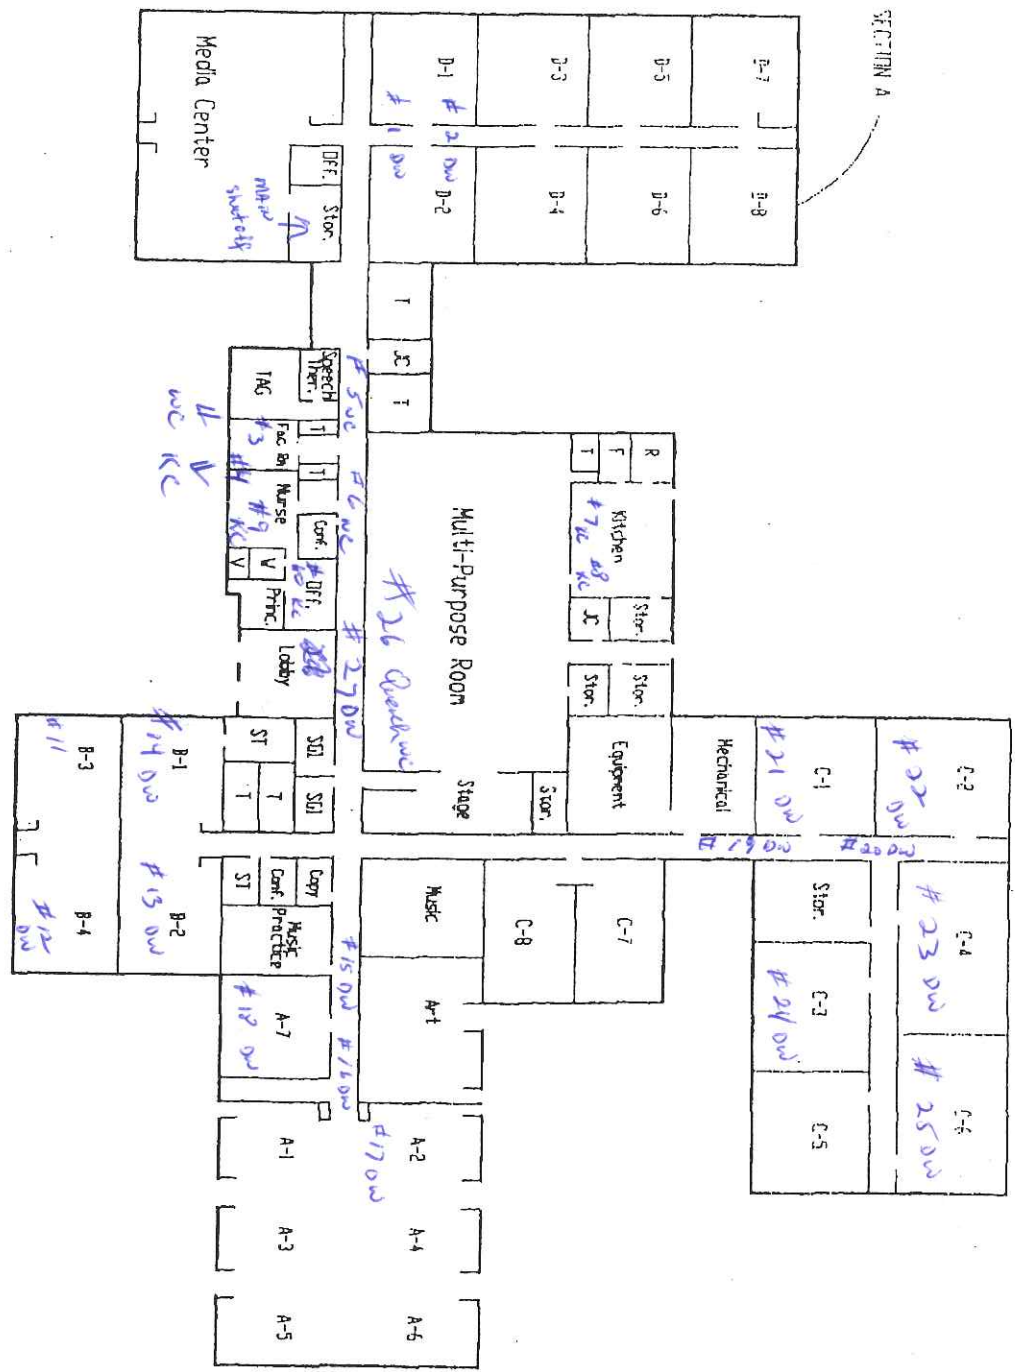 SECTION A
D-7
D-5
D-3
D-1
D-8
D-6
D-4
D-2
# 2 DW
# 1 DW
Media Center
OFF.
Stor.
MAIN
shutoff
T
JC
T
Speech
Ther.
TAG
# 5 WC
# 6 WC
T
T
Fac Rm
#3
#4
WC
KC
Nurse
#9
KC
Conf.
V
V
Off.
#10 KC
Princ.
Lobby
# 27 DW
Multi-Purpose Room
# 26 Quench WC
R
F
T
Kitchen
#7 KC
#8
KC
JC
Stor.
Stor.
Stor.
Equipment
Mechanical
Stage
Stor.
C-2
# 22
DW
C-1
# 21 DW
# 19 DW
# 20 DW
ST
T
T
SGI
SGI
B-1
# 14 DW
B-3
# 11
B-2
# 13 DW
B-4
# 12
DW
ST
Conf.
Copy
Music
Practice
A-7
# 18 DW
# 15 DW
# 16 DW
Music
Art
C-8
C-7
Stor.
C-3
# 24 DW
C-5
C-4
# 23 DW
C-6
# 25 DW
# 17 DW
A-2
A-1
A-4
A-3
A-6
A-5